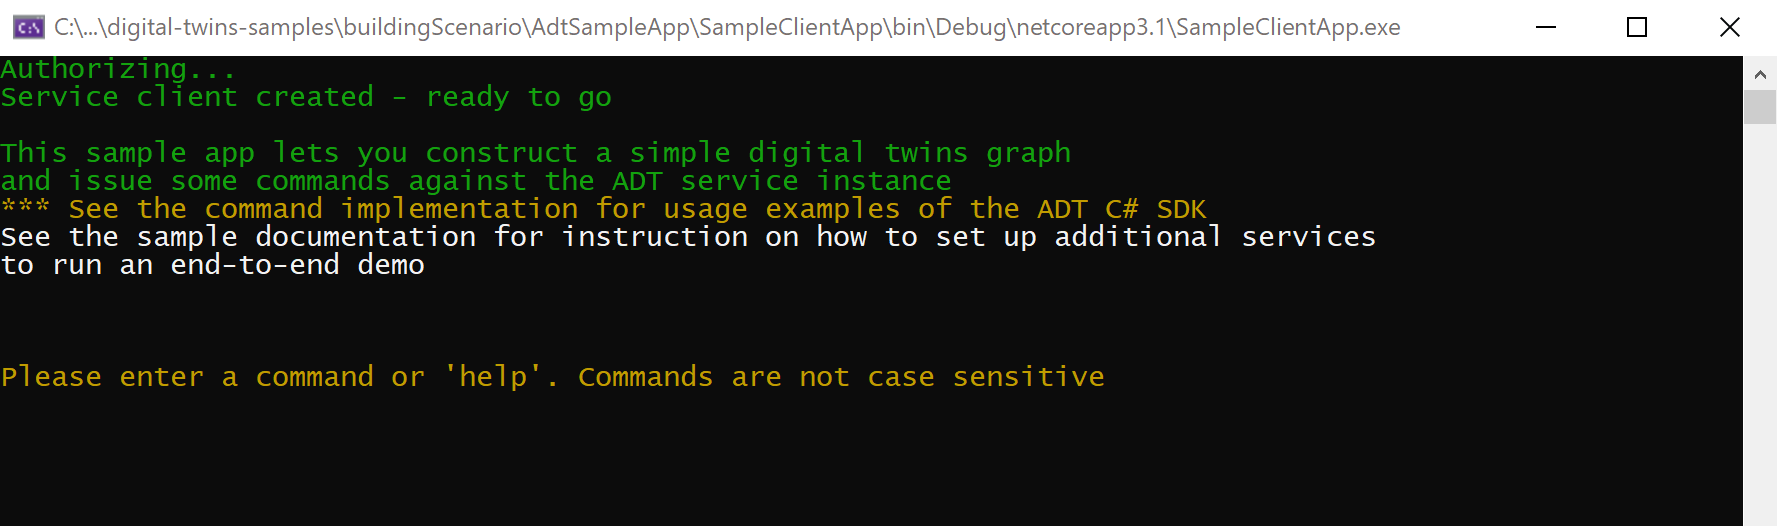 C:\...\digital-twins-samples\buildingScenario\AdtSampleApp\SampleClientApp\bin\Debug\netcoreapp3.1\SampleClientApp.exe
Authorizing...
Service client created - ready to go
This sample app lets you construct a simple digital twins graph
and issue some commands against the ADT service instance
*** See the command implementation for usage examples of the ADT C# SDK
See the sample documentation for instruction on how to set up additional services
to run an end-to-end demo
Please enter a command or 'help'. Commands are not case sensitive